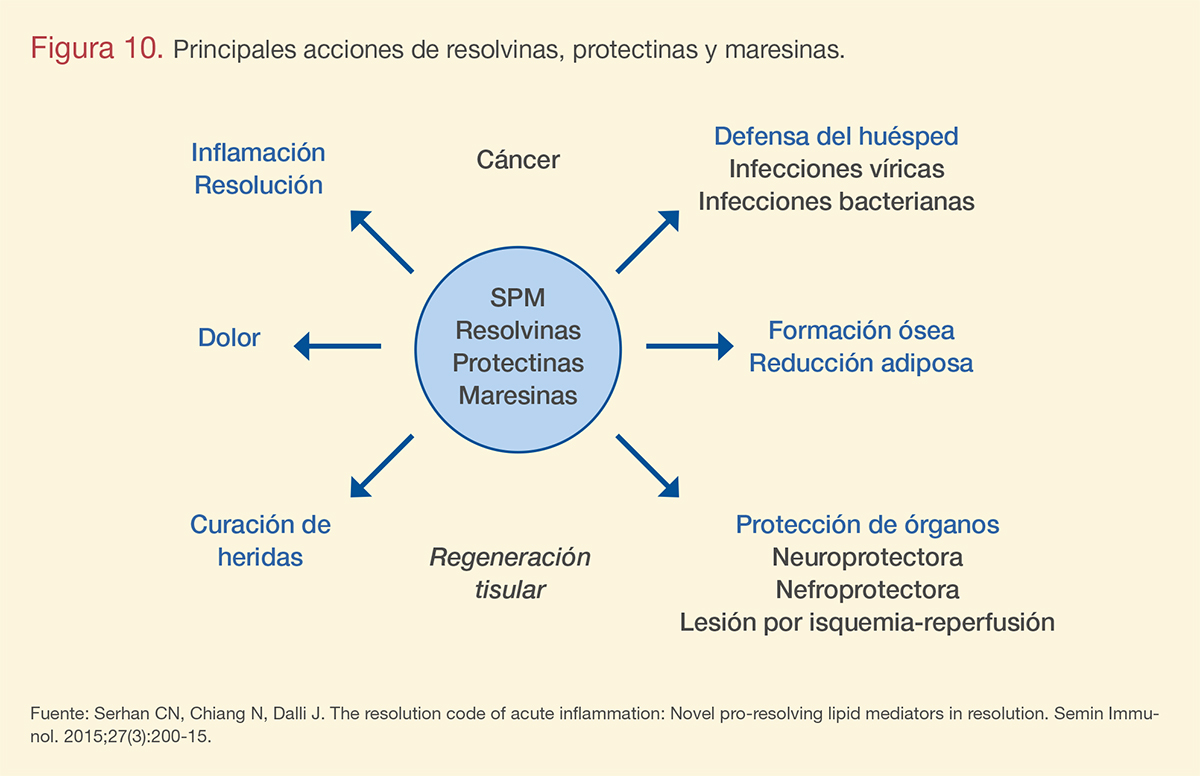 Figura 10. Principales acciones de resolvinas, protectinas y maresinas.
Inflamación
Resolución
Cáncer
Defensa del huésped
Infecciones víricas
Infecciones bacterianas
SPM
Resolvinas
Protectinas
Maresinas
Dolor
Formación ósea
Reducción adiposa
Curación de
heridas
Regeneración
tisular
Protección de órganos
Neuroprotectora
Nefroprotectora
Lesión por isquemia-reperfusión
Fuente: Serhan CN, Chiang N, Dalli J. The resolution code of acute inflammation: Novel pro-resolving lipid mediators in resolution. Semin Immu-
nol. 2015;27(3):200-15.